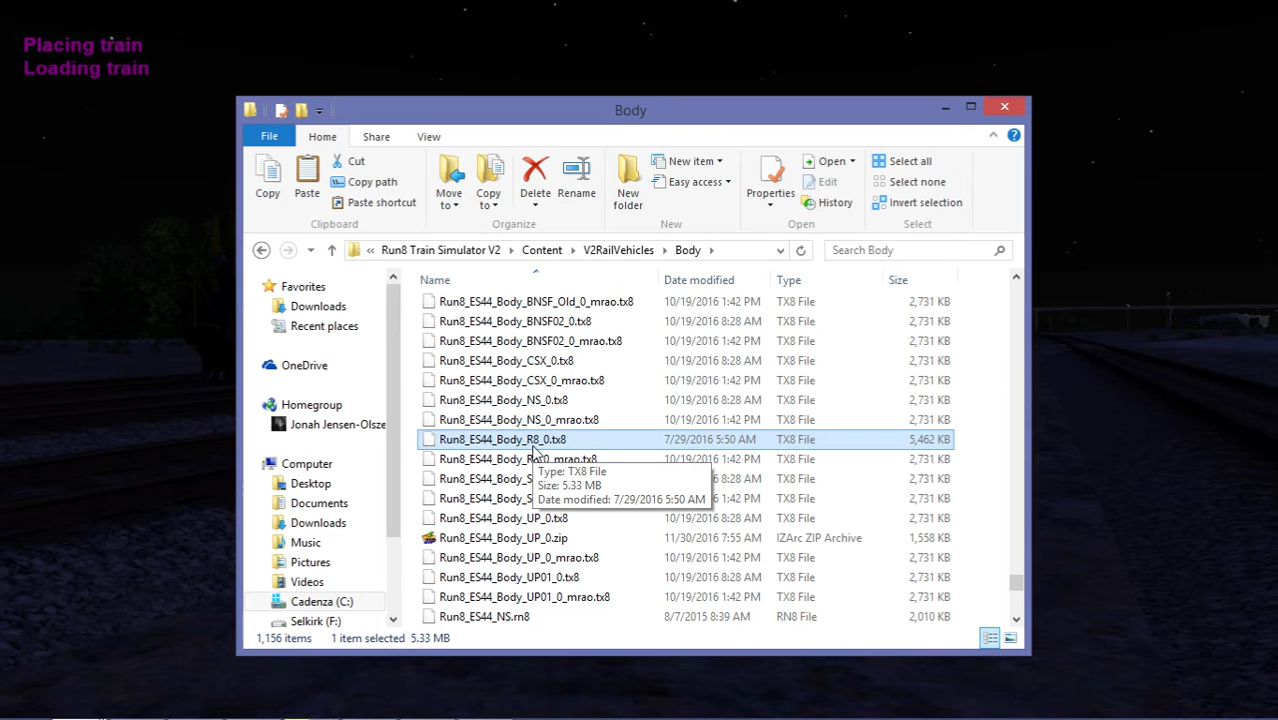 Placing train
Loading train
Body
File Home Share View
Copy
Paste
Cut
Copy path
Paste shortcut
Clipboard
Move to
Copy to
Delete
Rename
Organize
New folder
New item
Easy access
New
Properties
Open
Edit
History
Open
Select all
Select none
Invert selection
Select
« Run8 Train Simulator V2 Content V2RailVehicles Body
Search Body
Favorites
Downloads
Recent places
OneDrive
Homegroup
Jonah Jensen-Olsze
Computer
Desktop
Documents
Downloads
Music
Pictures
Videos
Cadenza (C:)
Selkirk (F:)
Name Date modified Type Size
Run8_ES44_Body_BNSF_Old_0_mrao.tx8 10/19/2016 1:42 PM TX8 File 2,731 KB
Run8_ES44_Body_BNSF02_0.tx8 10/19/2016 8:28 AM TX8 File 2,731 KB
Run8_ES44_Body_BNSF02_0_mrao.tx8 10/19/2016 1:42 PM TX8 File 2,731 KB
Run8_ES44_Body_CSX_0.tx8 10/19/2016 8:28 AM TX8 File 2,731 KB
Run8_ES44_Body_CSX_0_mrao.tx8 10/19/2016 1:42 PM TX8 File 2,731 KB
Run8_ES44_Body_NS_0.tx8 10/19/2016 8:28 AM TX8 File 2,731 KB
Run8_ES44_Body_NS_0_mrao.tx8 10/19/2016 1:42 PM TX8 File 2,731 KB
Run8_ES44_Body_R8_0.tx8 7/29/2016 5:50 AM TX8 File 5,462 KB
Run8_ES44_Body_R8_0_mrao.tx8 10/19/2016 1:42 PM TX8 File 2,731 KB
Run8_ES44_Body_S 8:28 AM TX8 File 2,731 KB
Run8_ES44_Body_S 1:42 PM TX8 File 2,731 KB
Type: TX8 File
Size: 5.33 MB
Date modified: 7/29/2016 5:50 AM
Run8_ES44_Body_UP_0.tx8 10/19/2016 8:28 AM TX8 File 2,731 KB
Run8_ES44_Body_UP_0.zip 11/30/2016 7:55 AM IZArc ZIP Archive 1,558 KB
Run8_ES44_Body_UP_0_mrao.tx8 10/19/2016 1:42 PM TX8 File 2,731 KB
Run8_ES44_Body_UP01_0.tx8 10/19/2016 8:28 AM TX8 File 2,731 KB
Run8_ES44_Body_UP01_0_mrao.tx8 10/19/2016 1:42 PM TX8 File 2,731 KB
Run8_ES44_NS.rn8 8/7/2015 8:39 AM RN8 File 2,010 KB
1,156 items 1 item selected 5.33 MB